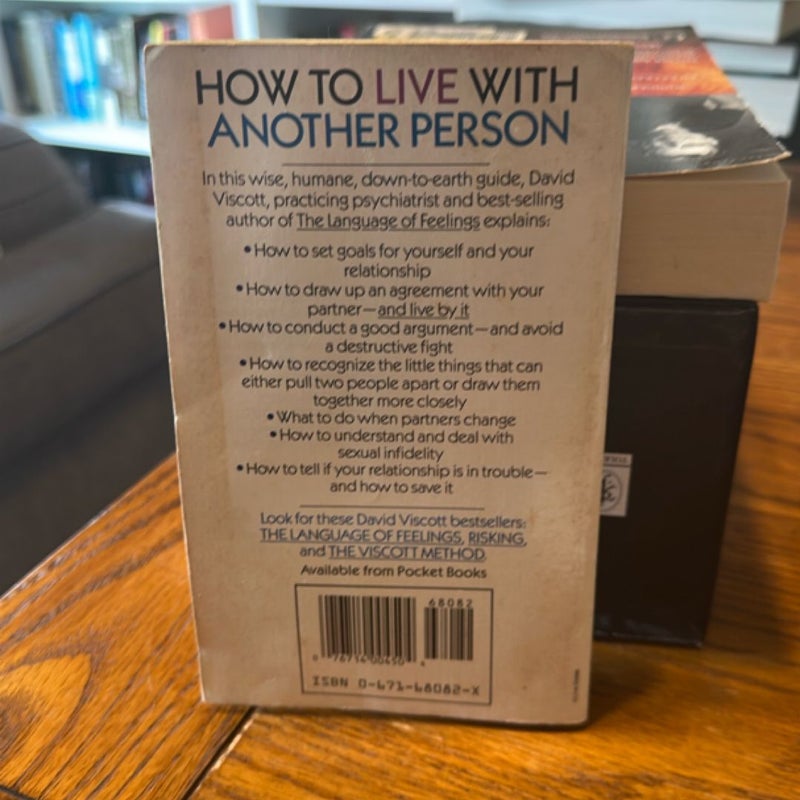 HOW TO LIVE WITH
ANOTHER PERSON
In this wise, humane, down-to-earth guide, David
Viscott, practicing psychiatrist and best-selling
author of The Language of Feelings explains:
• How to set goals for yourself and your
relationship
• How to draw up an agreement with your
partner—and live by it
• How to conduct a good argument—and avoid
a destructive fight
• How to recognize the little things that can
either pull two people apart or draw them
together more closely
• What to do when partners change
• How to understand and deal with
sexual infidelity
• How to tell if your relationship is in trouble—
and how to save it
Look for these David Viscott bestsellers:
THE LANGUAGE OF FEELINGS, RISKING,
and THE VISCOTT METHOD.
Available from Pocket Books
68082
0 76714 00450
ISBN 0-671-68082-X